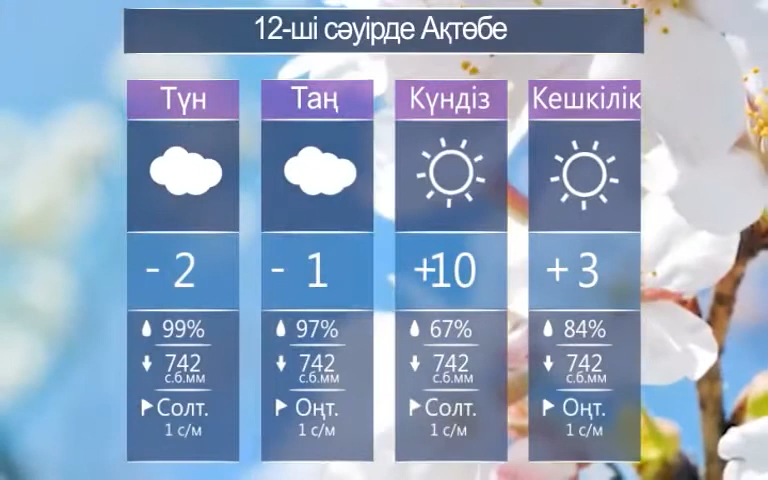 12-ші сәуірде Ақтөбе
Түн
- 2
99%
742
с.б.мм
Солт.
1 с/м
Таң
- 1
97%
742
с.б.мм
Оңт.
1 с/м
Күндіз
+10
67%
742
с.б.мм
Солт.
1 с/м
Кешкілік
+ 3
84%
742
с.б.мм
Оңт.
1 с/м